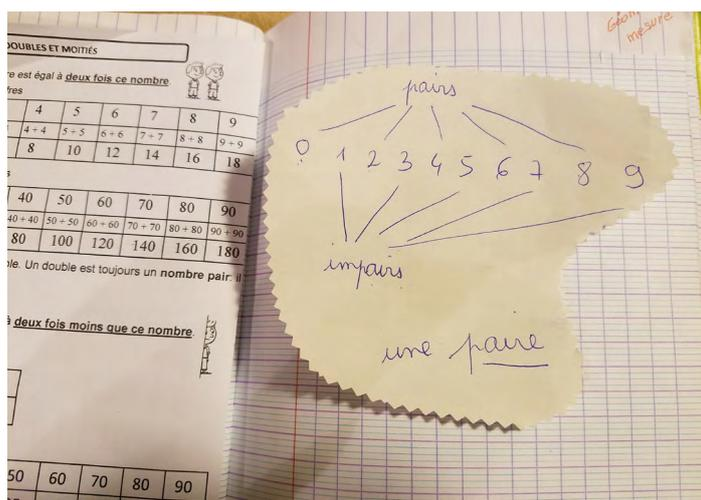 DOUBLES ET MOITIÉS
re est égal à deux fois ce nombre.
fres
4 5 6 7 8 9
4 + 4 5 + 5 6 + 6 7 + 7 8 + 8 9 + 9
8 10 12 14 16 18
s
40 50 60 70 80 90
40 + 40 50 + 50 60 + 60 70 + 70 80 + 80 90 + 90
80 100 120 140 160 180
ble. Un double est toujours un nombre pair: il
à deux fois moins que ce nombre.
50 60 70 80 90
mesure
pairs
0 1 2 3 4 5 6 7 8 9
impairs
une paire